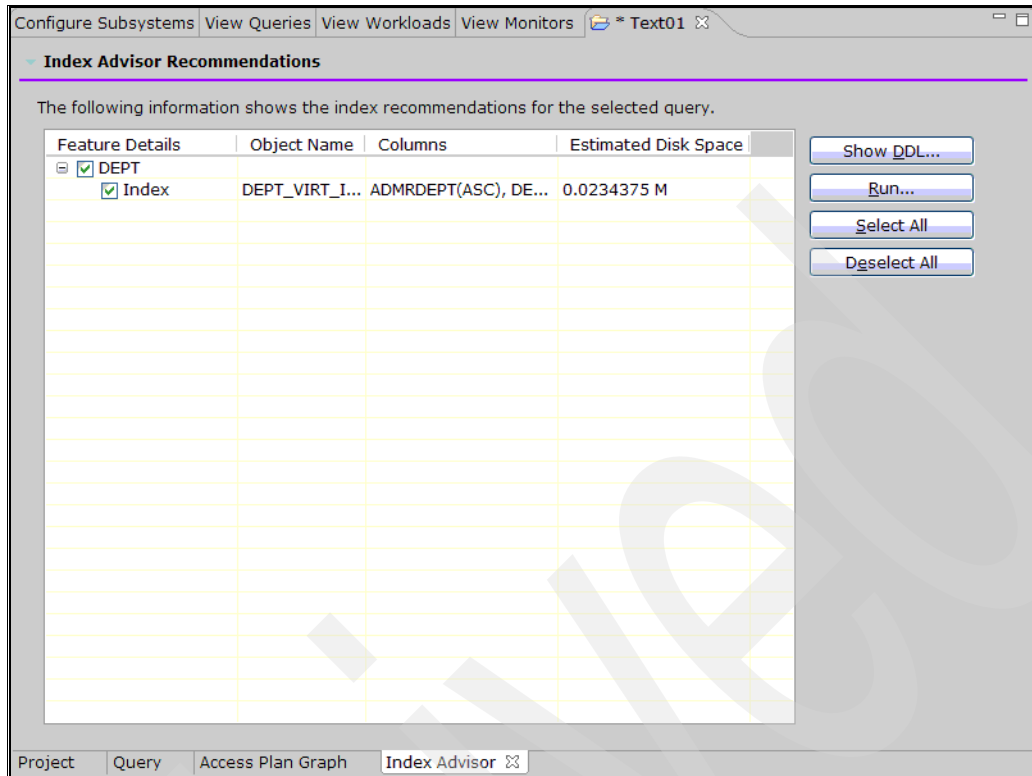 Configure Subsystems View Queries View Workloads View Monitors * Text01
Index Advisor Recommendations
The following information shows the index recommendations for the selected query.
Feature Details Object Name Columns Estimated Disk Space
DEPT
Index DEPT_VIRT_I... ADMRDEPT(ASC), DE... 0.0234375 M
Show DDL...
Run...
Select All
Deselect All
Project Query Access Plan Graph Index Advisor